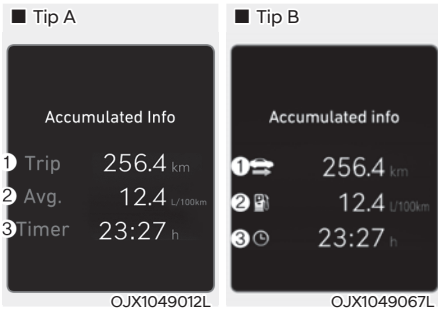 ■ Tip A
Accumulated Info
1 Trip 256.4 km
2 Avg. 12.4 L/100km
3 Timer 23:27 h
OJX1049012L
■ Tip B
Accumulated info
1 256.4 km
2 12.4 L/100km
3 23:27 h
OJX1049067L